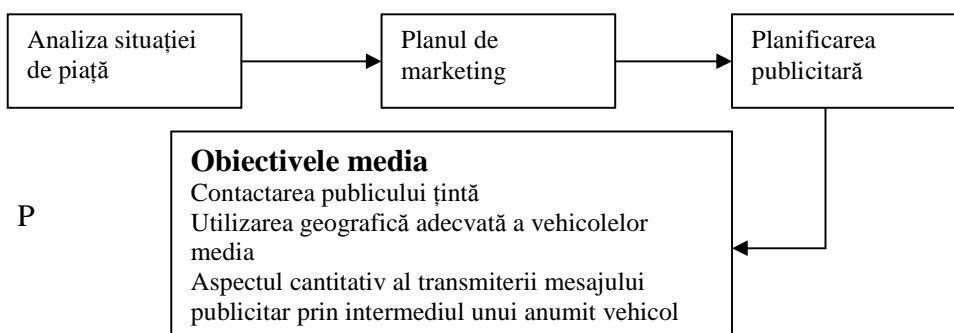 Analiza situației
de piață
Planul de
marketing
Planificarea
publicitară
Obiectivele media
Contactarea publicului țintă
Utilizarea geografică adecvată a vehicolelor
media
Aspectul cantitativ al transmiterii mesajului
publicitar prin intermediul unui anumit vehicol
P